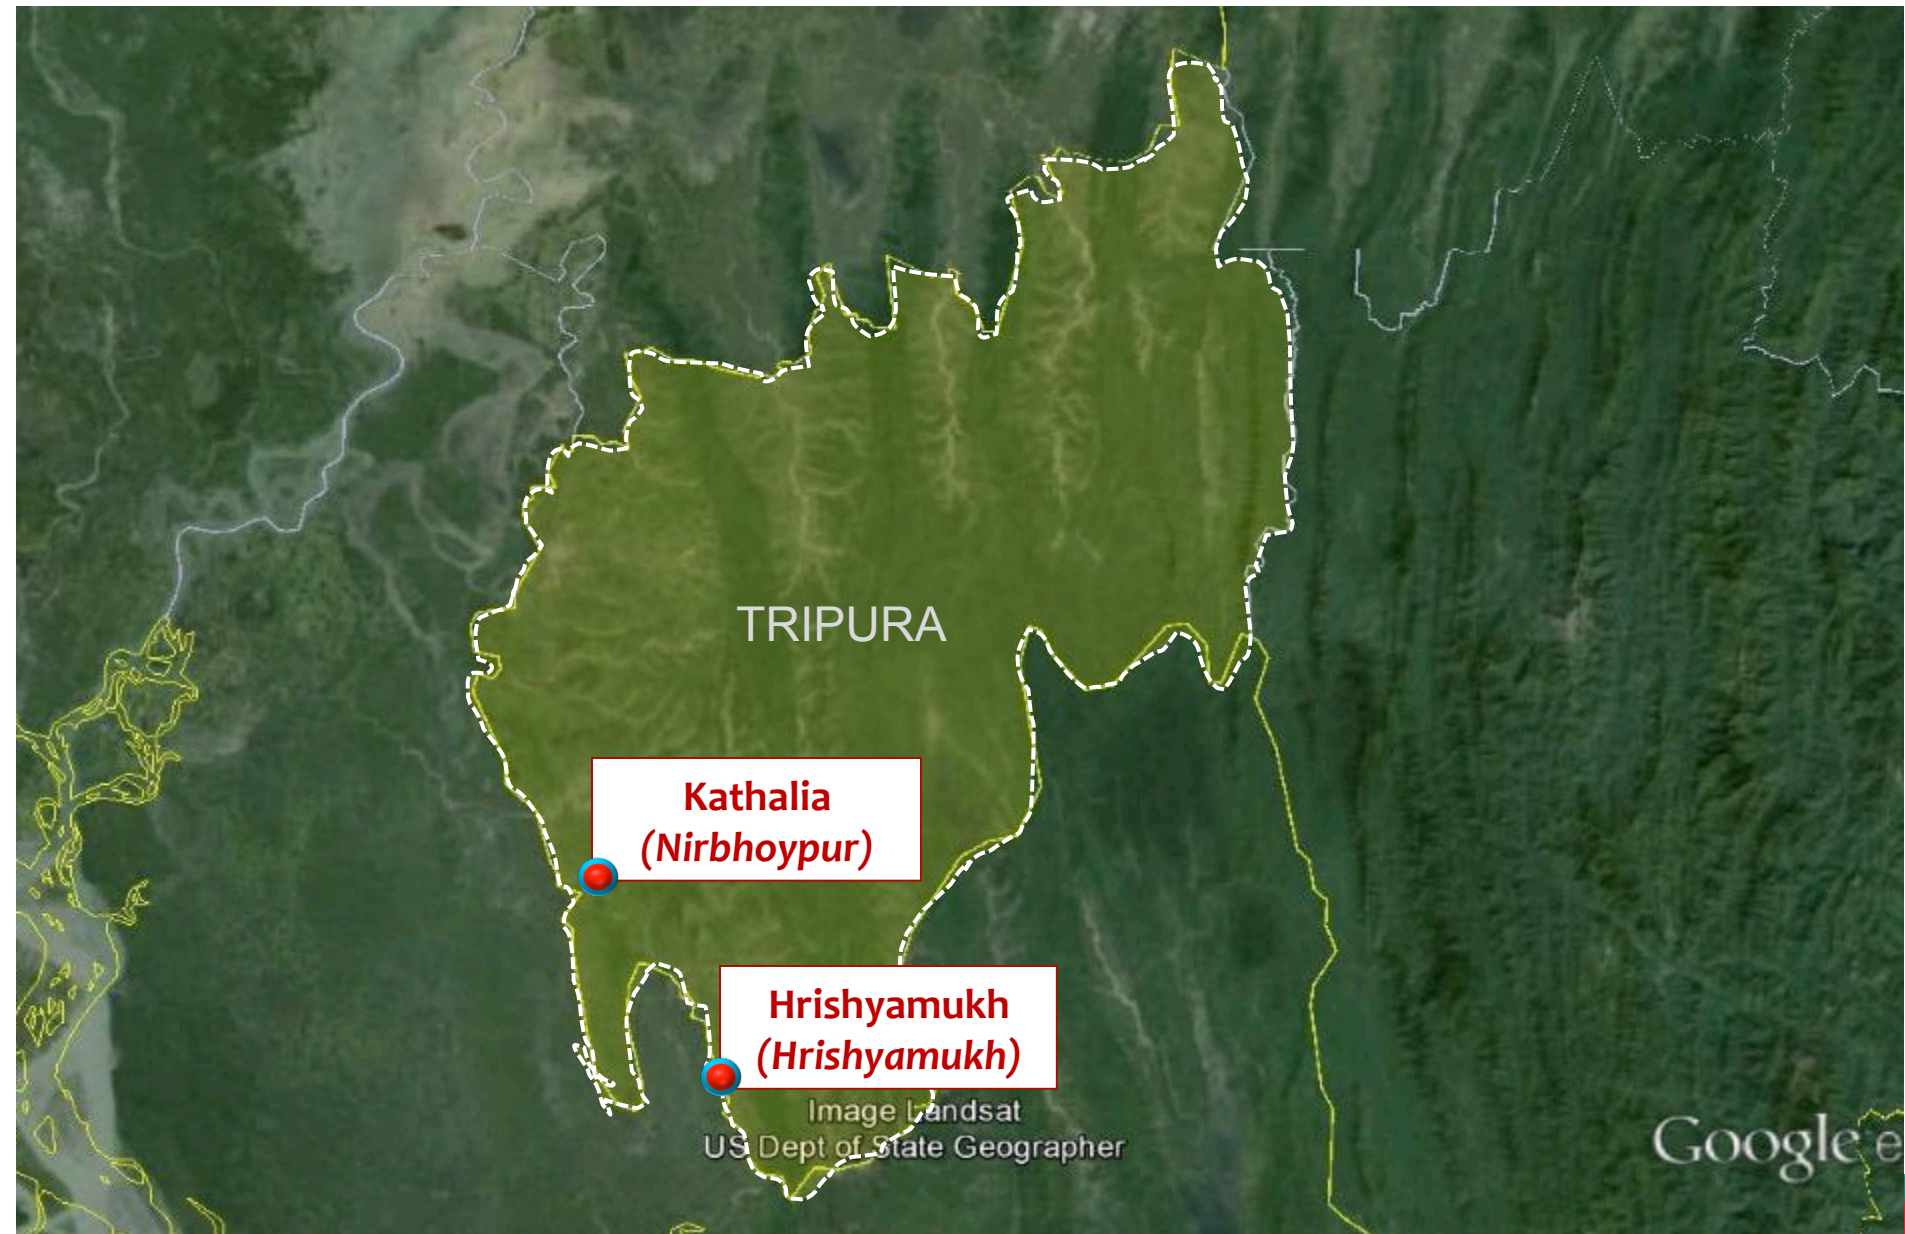 TRIPURA
Kathalia
(Nirbhoypur)
Hrishyamukh
(Hrishyamukh)
Image Landsat
US Dept of State Geographer
Google e